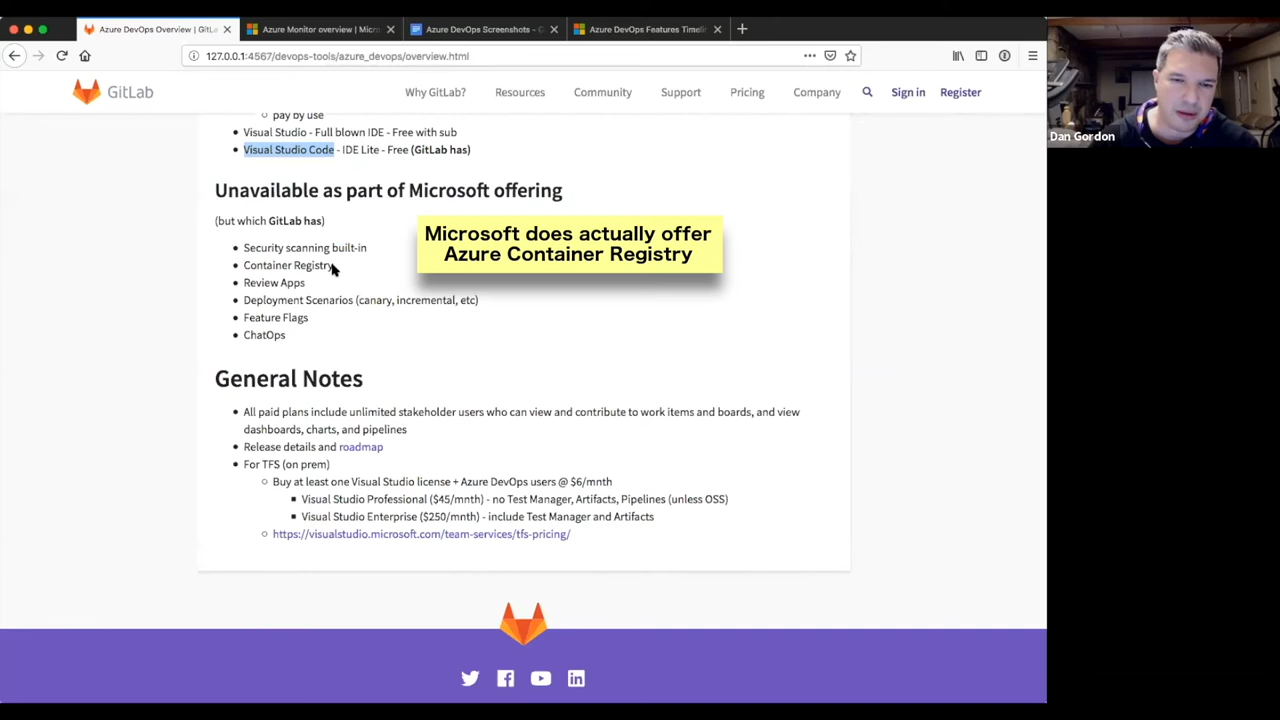 Azure DevOps Overview | GitLa
Azure Monitor overview | Micros
Azure DevOps Screenshots - G
Azure DevOps Features Timelin
127.0.0.1:4567/devops-tools/azure_devops/overview.html
GitLab
Why GitLab?
Resources
Community
Support
Pricing
Company
Sign in
Register
Dan Gordon
pay by use
Visual Studio - Full blown IDE - Free with sub
Visual Studio Code - IDE Lite - Free (GitLab has)
Unavailable as part of Microsoft offering
(but which GitLab has)
Microsoft does actually offer
Azure Container Registry
Security scanning built-in
Container Registry
Review Apps
Deployment Scenarios (canary, incremental, etc)
Feature Flags
ChatOps
General Notes
All paid plans include unlimited stakeholder users who can view and contribute to work items and boards, and view
dashboards, charts, and pipelines
Release details and roadmap
For TFS (on prem)
Buy at least one Visual Studio license + Azure DevOps users @ $6/mnth
Visual Studio Professional ($45/mnth) - no Test Manager, Artifacts, Pipelines (unless OSS)
Visual Studio Enterprise ($250/mnth) - include Test Manager and Artifacts
https://visualstudio.microsoft.com/team-services/tfs-pricing/